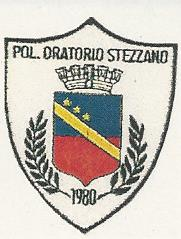 POL. ORATORIO STEZZANO
1980